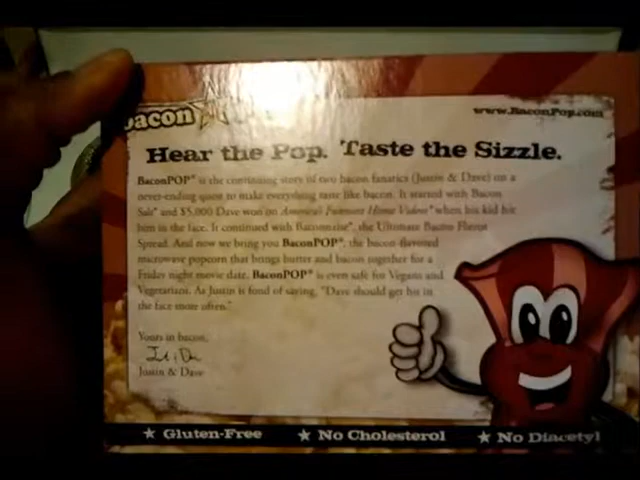 Bacon
www.BaconPop.com
Hear the Pop. Taste the Sizzle.
BaconPOP® is the continuing story of two bacon fanatics (Justin & Dave) on a
never-ending quest to make everything taste like bacon. It started with Bacon
Salt® and $5,000 Dave won on America's Funniest Home Videos® when his kid hit
him in the face. It continued with Baconnaise®, the Ultimate Bacon Flavor
Spread. And now we bring you BaconPOP®, the bacon-flavored
microwave popcorn that brings butter and bacon together for a
Friday night movie date. BaconPOP® is even safe for Vegans and
Vegetarians. As Justin is fond of saying, "Dave should get hit in
the face more often."
Yours in bacon,
Justin & Dave
★ Gluten-Free ★ No Cholesterol ★ No Diacetyl